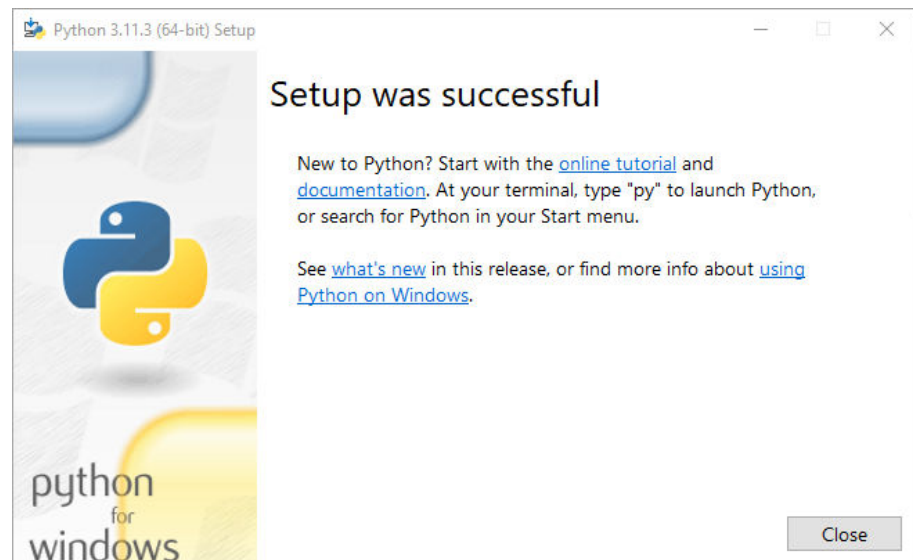 Python 3.11.3 (64-bit) Setup
Setup was successful
New to Python? Start with the online tutorial and
documentation. At your terminal, type "py" to launch Python,
or search for Python in your Start menu.
See what's new in this release, or find more info about using
Python on Windows.
python
for
windows
Close